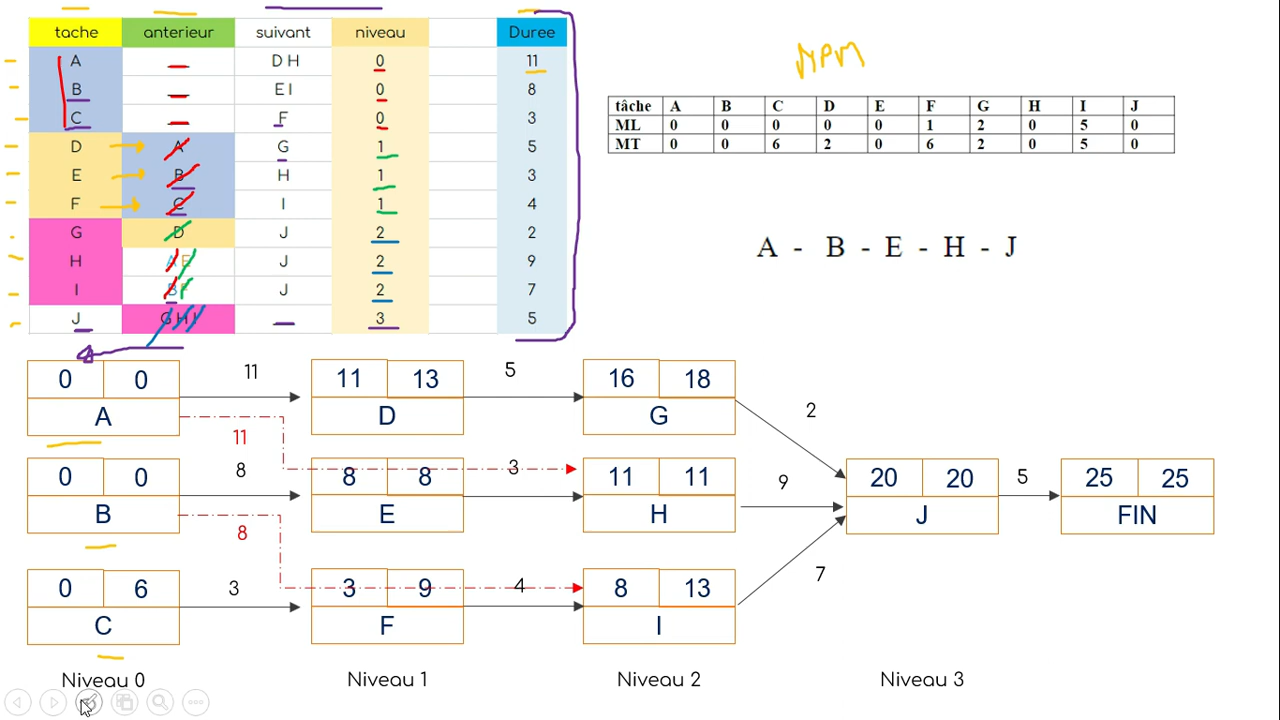 tache anterieur suivant niveau Duree
A — D H 0 11
B — E I 0 8
C — F 0 3
D A G 1 5
E B H 1 3
F C I 1 4
G D J 2 2
H A E J 2 9
I B F J 2 7
J G H I — 3 5
MPM
tâche A B C D E F G H I J
ML 0 0 0 0 0 1 2 0 5 0
MT 0 0 6 2 0 6 2 0 5 0
A - B - E - H - J
0 0 11 11 13 5 16 18
A D G 2
11
0 0 8 8 8 3 11 11 9 20 20 5 25 25
B E H J FIN
8
0 6 3 3 9 4 8 13 7
C F I
Niveau 0 Niveau 1 Niveau 2 Niveau 3